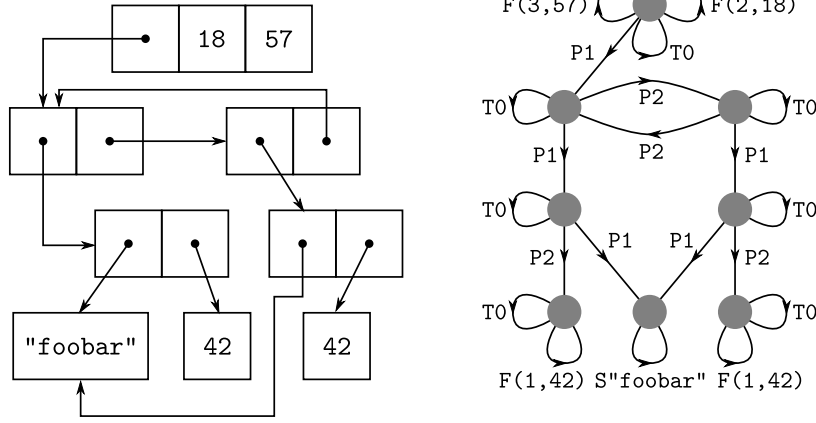 18 57
"foobar" 42 42
F(3,57) F(2,18)
P1 T0
T0 P2 T0
P2
P1 P1
T0 T0
P1 P1
P2 P2
T0 T0
F(1,42) S"foobar" F(1,42)